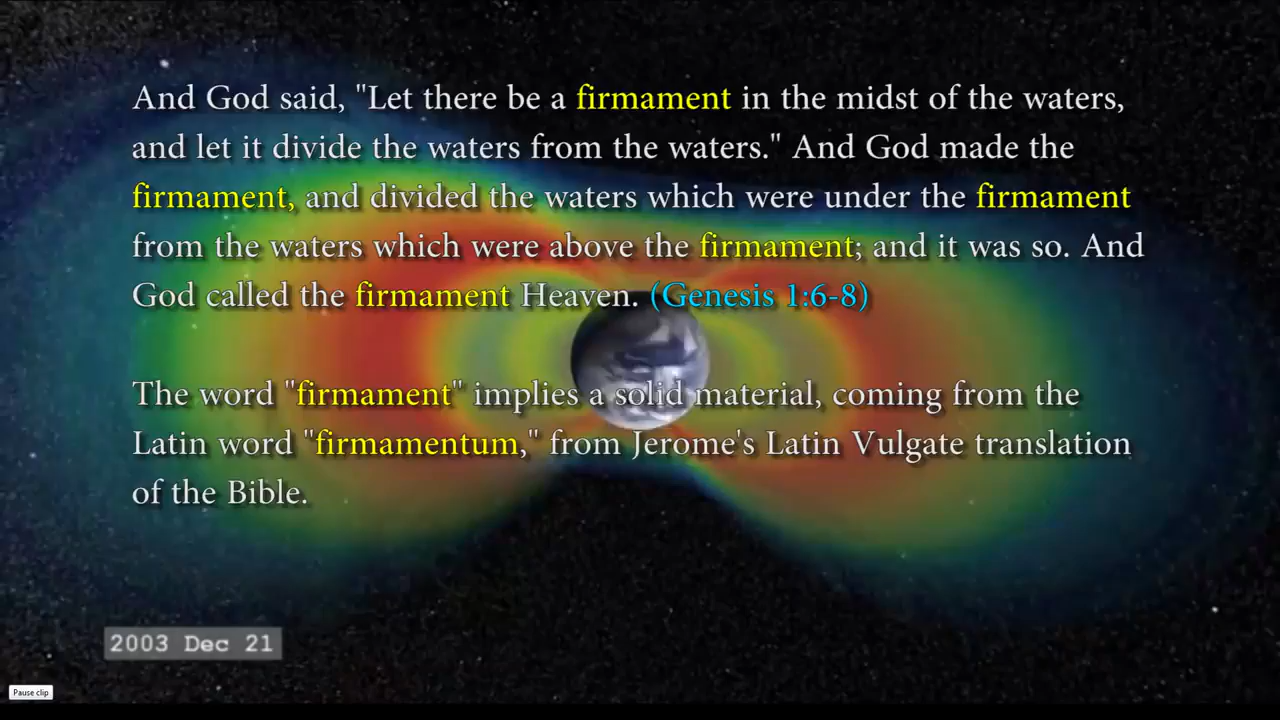 And God said, "Let there be a firmament in the midst of the waters,
and let it divide the waters from the waters." And God made the
firmament, and divided the waters which were under the firmament
from the waters which were above the firmament; and it was so. And
God called the firmament Heaven. (Genesis 1:6-8)
The word "firmament" implies a solid material, coming from the
Latin word "firmamentum," from Jerome's Latin Vulgate translation
of the Bible.
2003 Dec 21
Pause clip